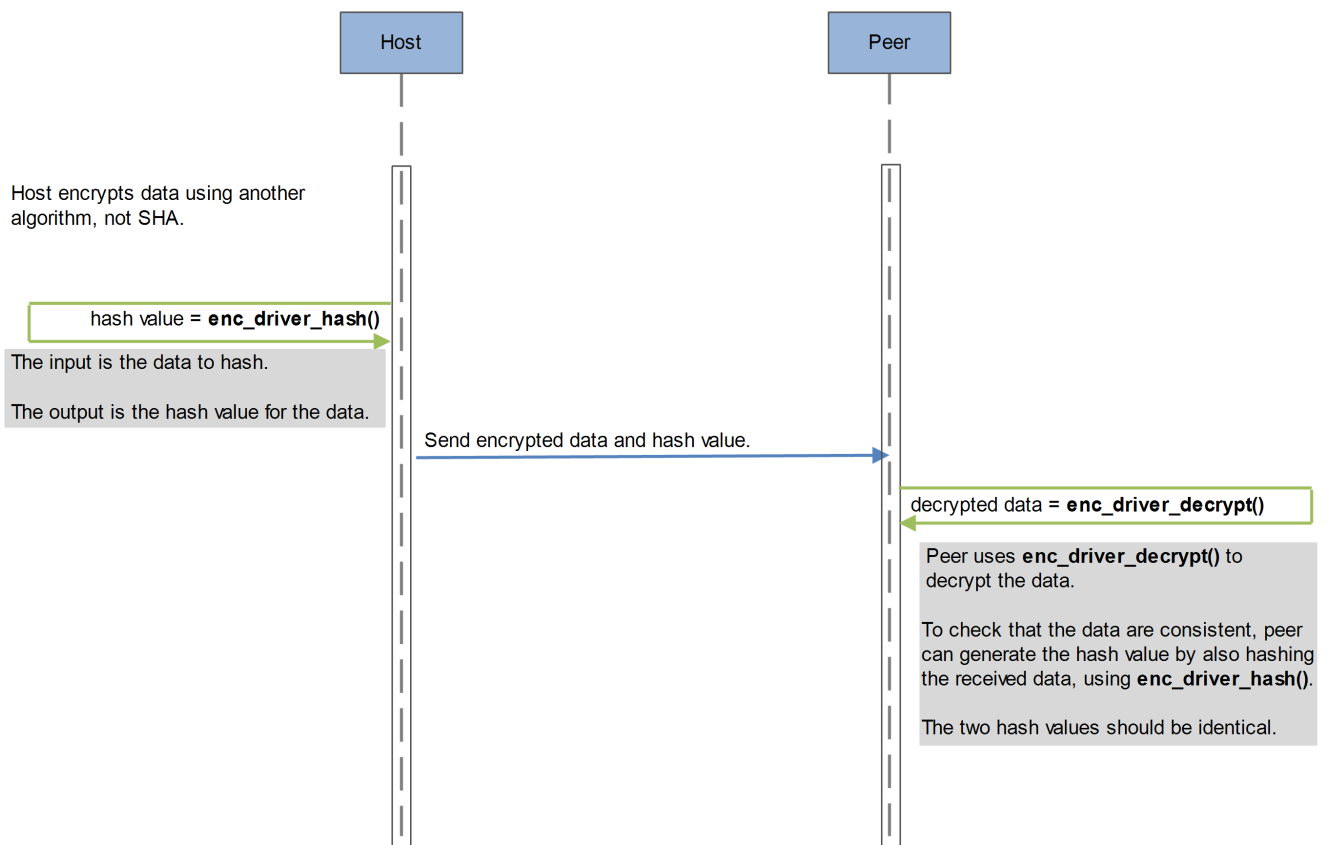 Host
Peer
Host encrypts data using another
algorithm, not SHA.
hash value = enc_driver_hash()
The input is the data to hash.
The output is the hash value for the data.
Send encrypted data and hash value.
decrypted data = enc_driver_decrypt()
Peer uses enc_driver_decrypt() to
decrypt the data.
To check that the data are consistent, peer
can generate the hash value by also hashing
the received data, using enc_driver_hash().
The two hash values should be identical.